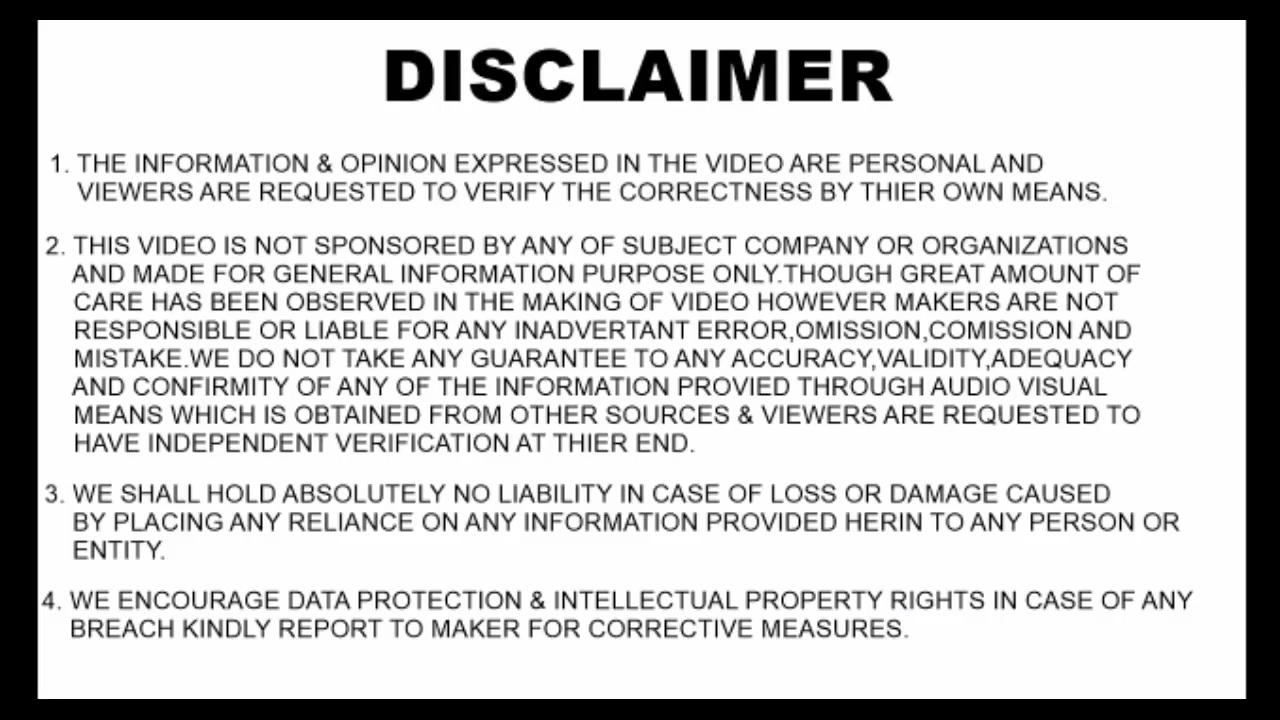 DISCLAIMER
1. THE INFORMATION & OPINION EXPRESSED IN THE VIDEO ARE PERSONAL AND
VIEWERS ARE REQUESTED TO VERIFY THE CORRECTNESS BY THIER OWN MEANS.
2. THIS VIDEO IS NOT SPONSORED BY ANY OF SUBJECT COMPANY OR ORGANIZATIONS
AND MADE FOR GENERAL INFORMATION PURPOSE ONLY.THOUGH GREAT AMOUNT OF
CARE HAS BEEN OBSERVED IN THE MAKING OF VIDEO HOWEVER MAKERS ARE NOT
RESPONSIBLE OR LIABLE FOR ANY INADVERTANT ERROR,OMISSION,COMISSION AND
MISTAKE.WE DO NOT TAKE ANY GUARANTEE TO ANY ACCURACY,VALIDITY,ADEQUACY
AND CONFIRMITY OF ANY OF THE INFORMATION PROVIED THROUGH AUDIO VISUAL
MEANS WHICH IS OBTAINED FROM OTHER SOURCES & VIEWERS ARE REQUESTED TO
HAVE INDEPENDENT VERIFICATION AT THIER END.
3. WE SHALL HOLD ABSOLUTELY NO LIABILITY IN CASE OF LOSS OR DAMAGE CAUSED
BY PLACING ANY RELIANCE ON ANY INFORMATION PROVIDED HERIN TO ANY PERSON OR
ENTITY.
4. WE ENCOURAGE DATA PROTECTION & INTELLECTUAL PROPERTY RIGHTS IN CASE OF ANY
BREACH KINDLY REPORT TO MAKER FOR CORRECTIVE MEASURES.